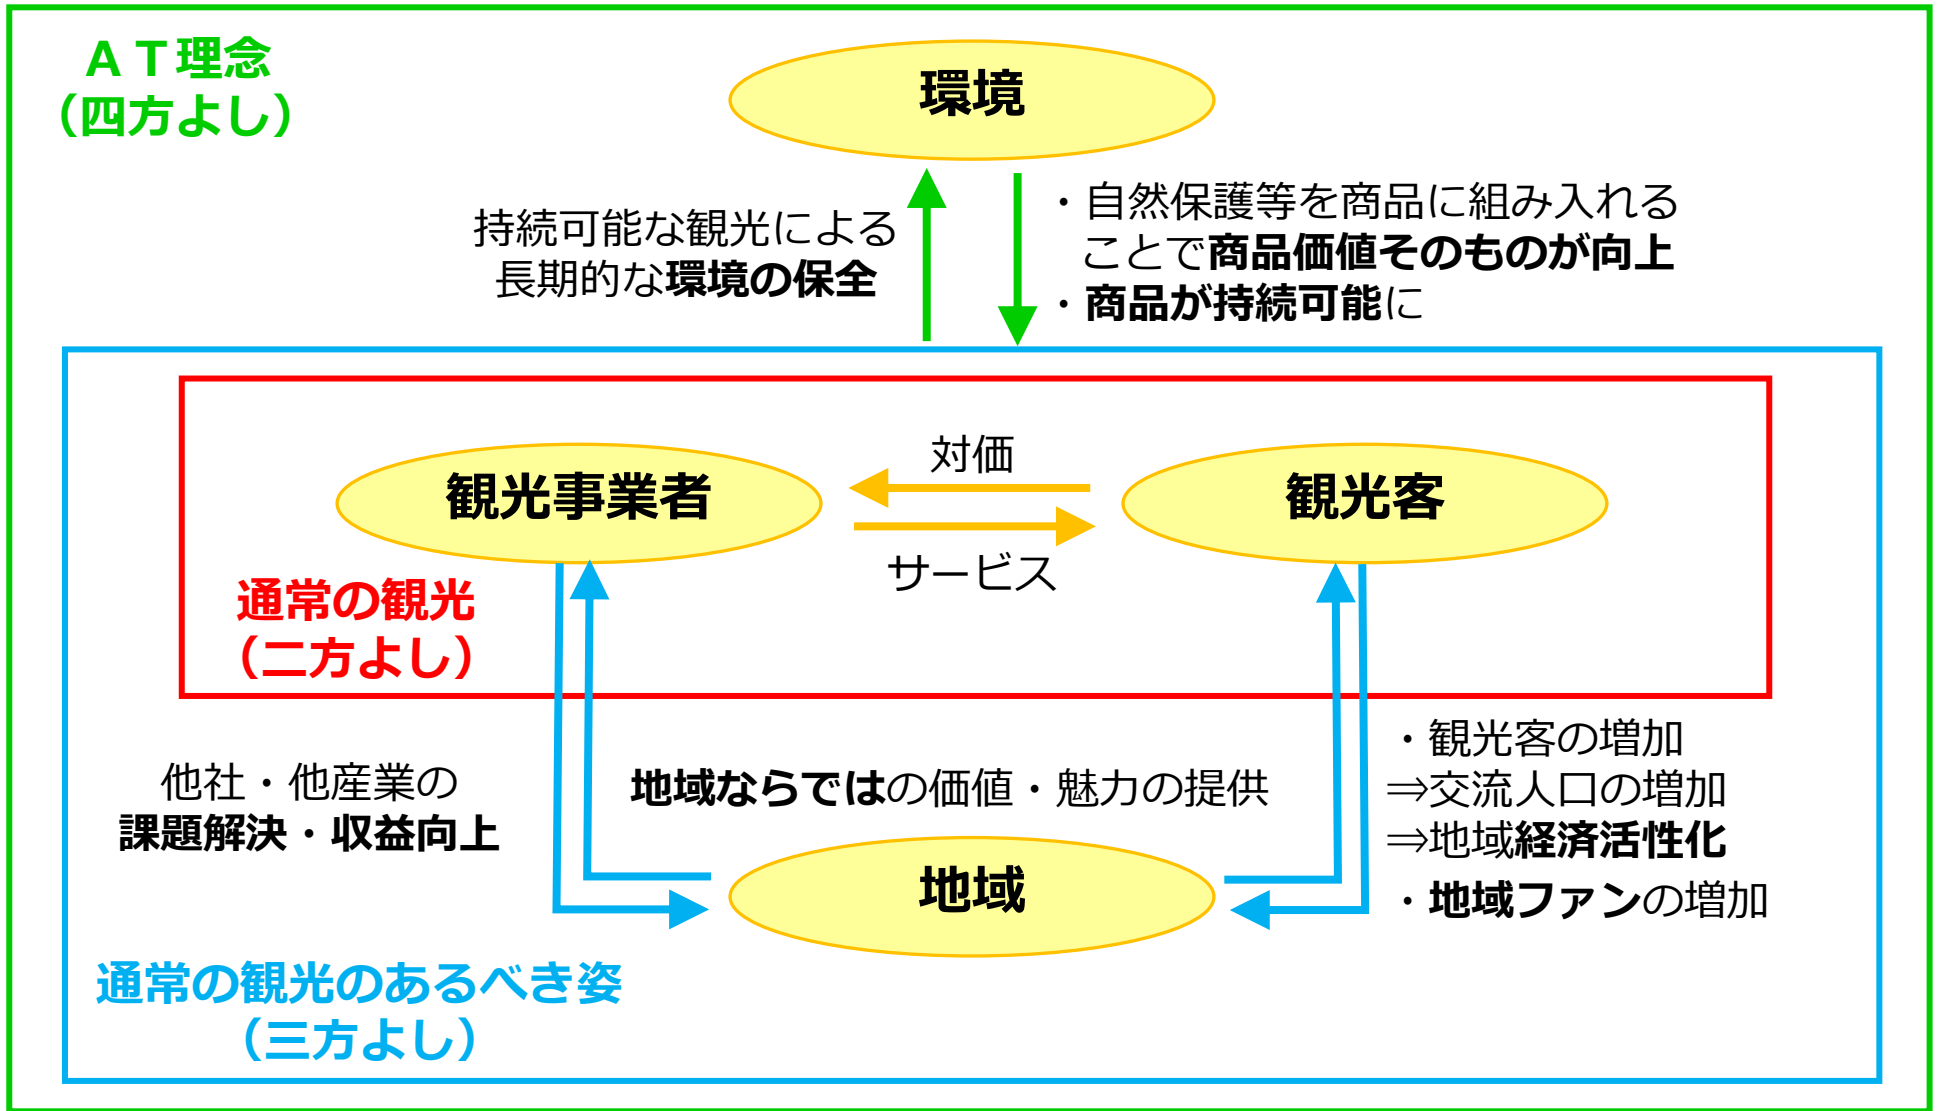 ＡＴ理念
（四方よし）
環境
持続可能な観光による
長期的な環境の保全
・自然保護等を商品に組み入れる
ことで商品価値そのものが向上
・商品が持続可能に
観光事業者
対価
サービス
観光客
通常の観光
（二方よし）
他社・他産業の
課題解決・収益向上
地域ならではの価値・魅力の提供
・観光客の増加
⇒交流人口の増加
⇒地域経済活性化
・地域ファンの増加
地域
通常の観光のあるべき姿
（三方よし）